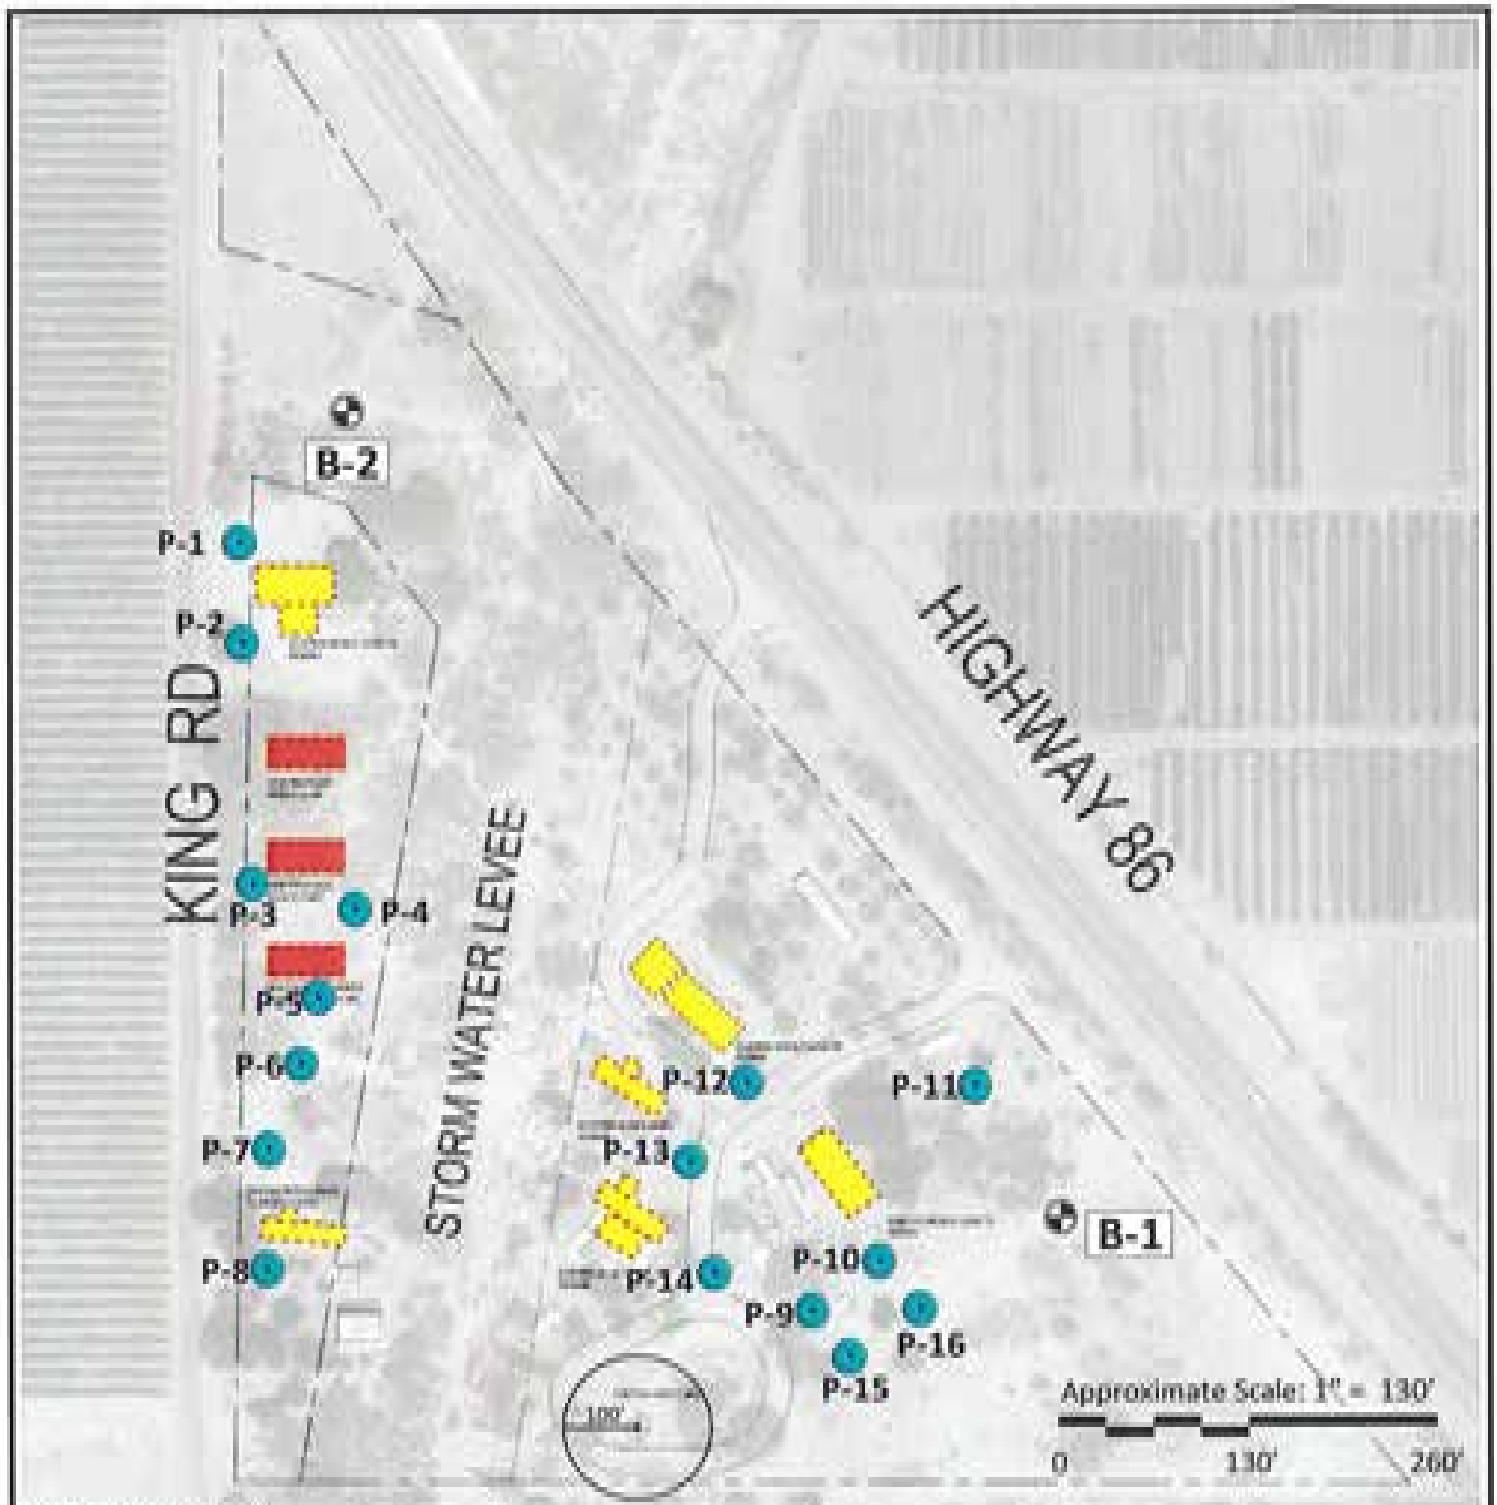 B-2
P-1
P-2
KING RD
HIGHWAY 86
P-3
P-4
STORM WATER LEVEE
P-5
P-6
P-12
P-11
P-7
P-13
B-1
P-8
P-14
P-10
P-9
P-16
P-15
100'
Approximate Scale: 1" = 130'
0 130' 260'